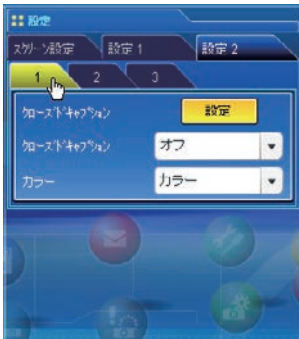 設定
スクリーン設定 設定 1 設定 2
1 2 3
クローズドキャプション 設定
クローズドキャプション オフ
カラー カラー